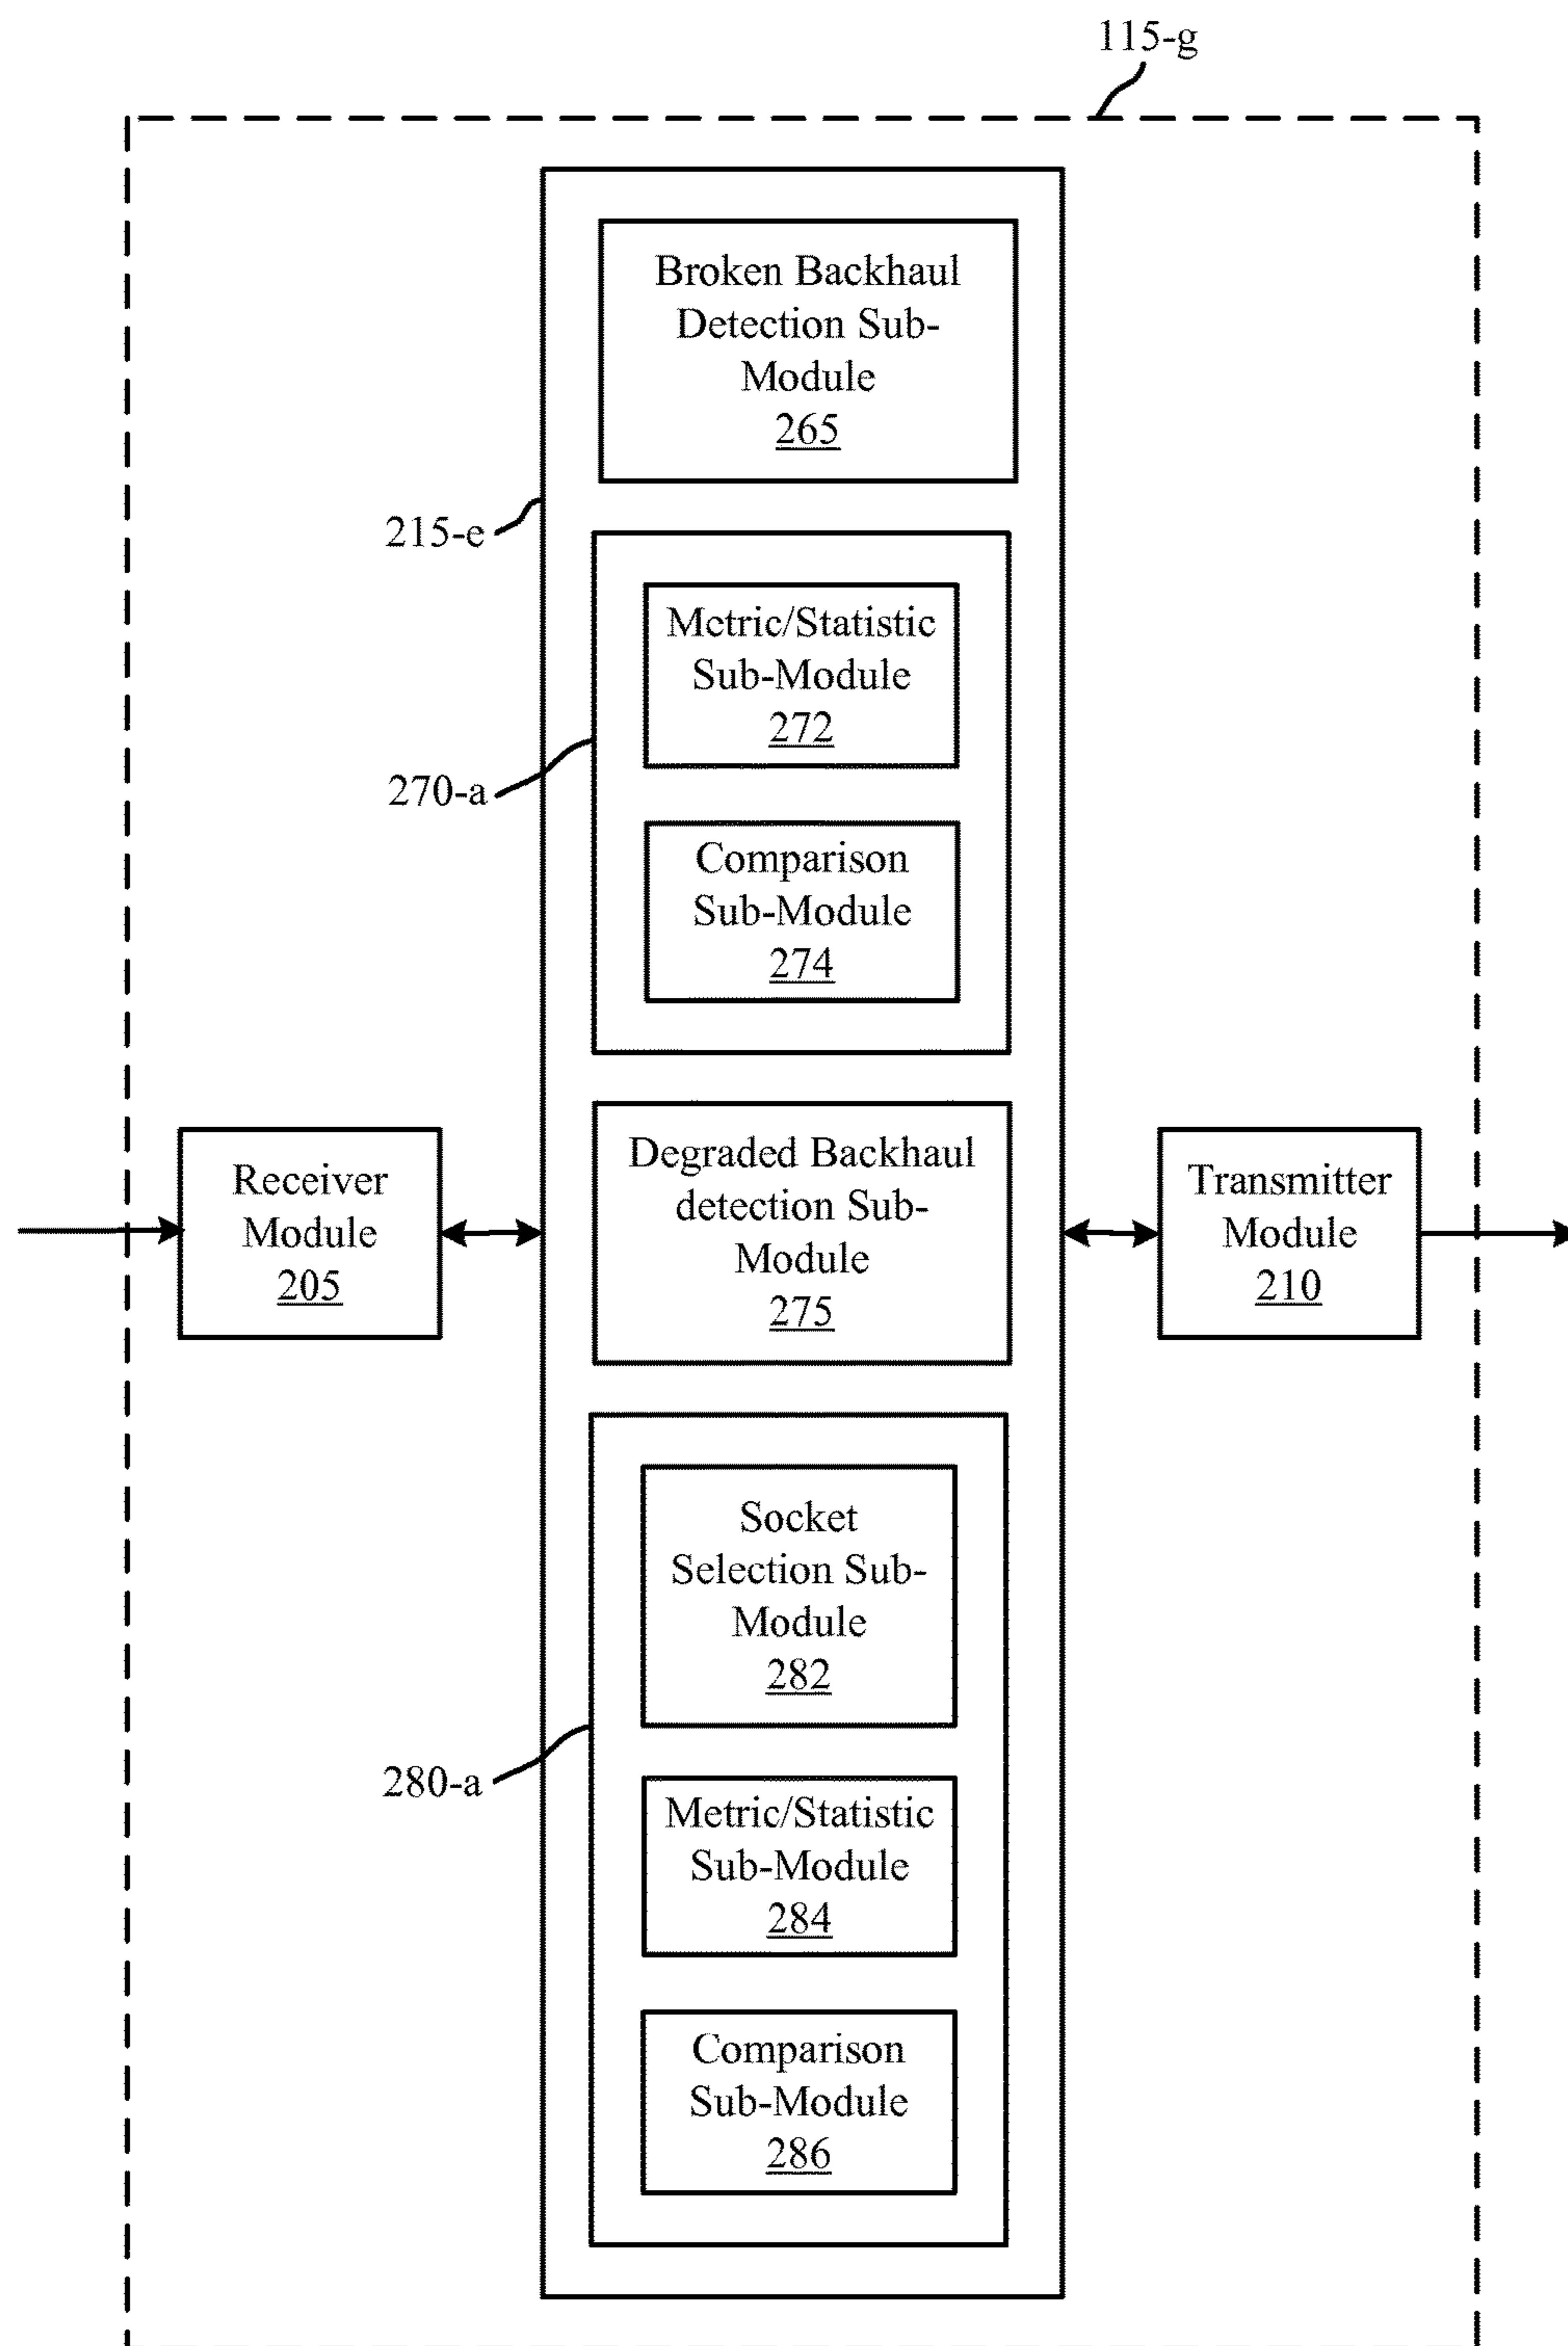 115-g
Broken Backhaul
Detection Sub-
Module
265
215-e
Metric/Statistic
Sub-Module
272
270-a
Comparison
Sub-Module
274
Receiver
Module
205
Degraded Backhaul
detection Sub-
Module
275
Transmitter
Module
210
Socket
Selection Sub-
Module
282
280-a
Metric/Statistic
Sub-Module
284
Comparison
Sub-Module
286